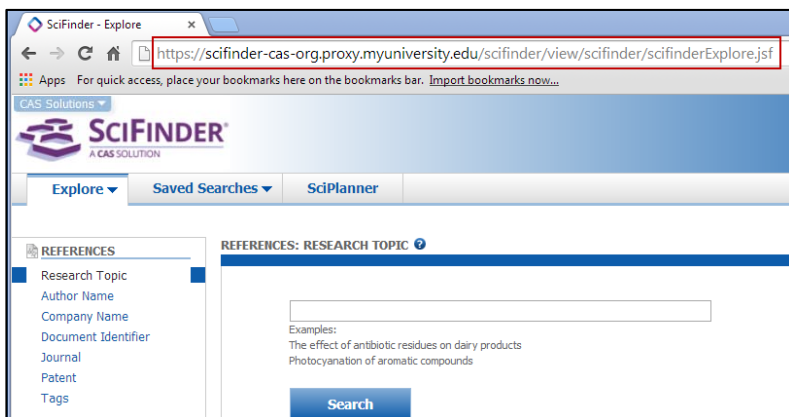 SciFinder - Explore
https://scifinder-cas-org.proxy.myuniversity.edu/scifinder/view/scifinder/scifinderExplore.jsf
Apps For quick access, place your bookmarks here on the bookmarks bar. Import bookmarks now...
CAS Solutions
SCIFINDER®
A CAS SOLUTION
Explore Saved Searches SciPlanner
REFERENCES
Research Topic
Author Name
Company Name
Document Identifier
Journal
Patent
Tags
REFERENCES: RESEARCH TOPIC ?
Examples:
The effect of antibiotic residues on dairy products
Photocyanation of aromatic compounds
Search